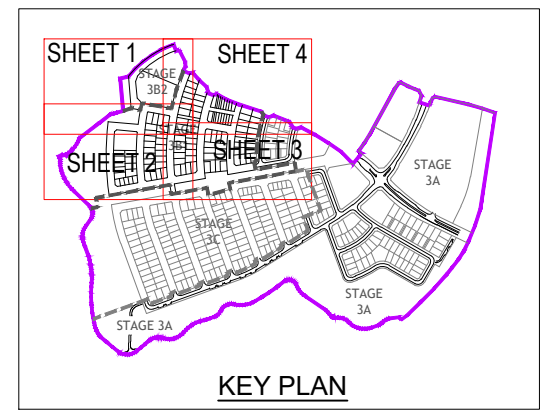 SHEET 1
SHEET 4
STAGE
3B2
STAGE
SHEET 2
SHEET 3
STAGE
3A
STAGE
3C
STAGE
3A
STAGE 3A
KEY PLAN